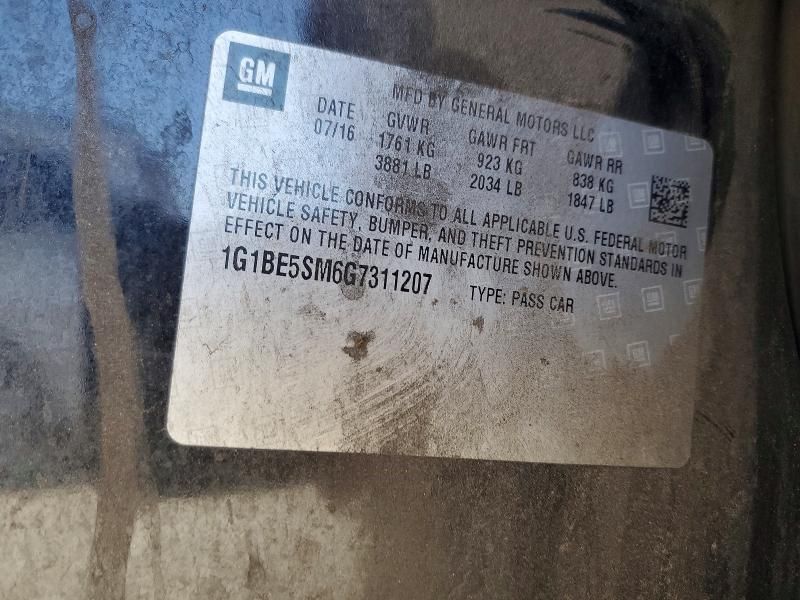 GM
MFD BY GENERAL MOTORS LLC
DATE GVWR GAWR FRT GAWR RR
07/16 1761 KG 923 KG 838 KG
3881 LB 2034 LB 1847 LB
THIS VEHICLE CONFORMS TO ALL APPLICABLE U.S. FEDERAL MOTOR
VEHICLE SAFETY, BUMPER, AND THEFT PREVENTION STANDARDS IN
EFFECT ON THE DATE OF MANUFACTURE SHOWN ABOVE.
1G1BE5SM6G7311207 TYPE: PASS CAR